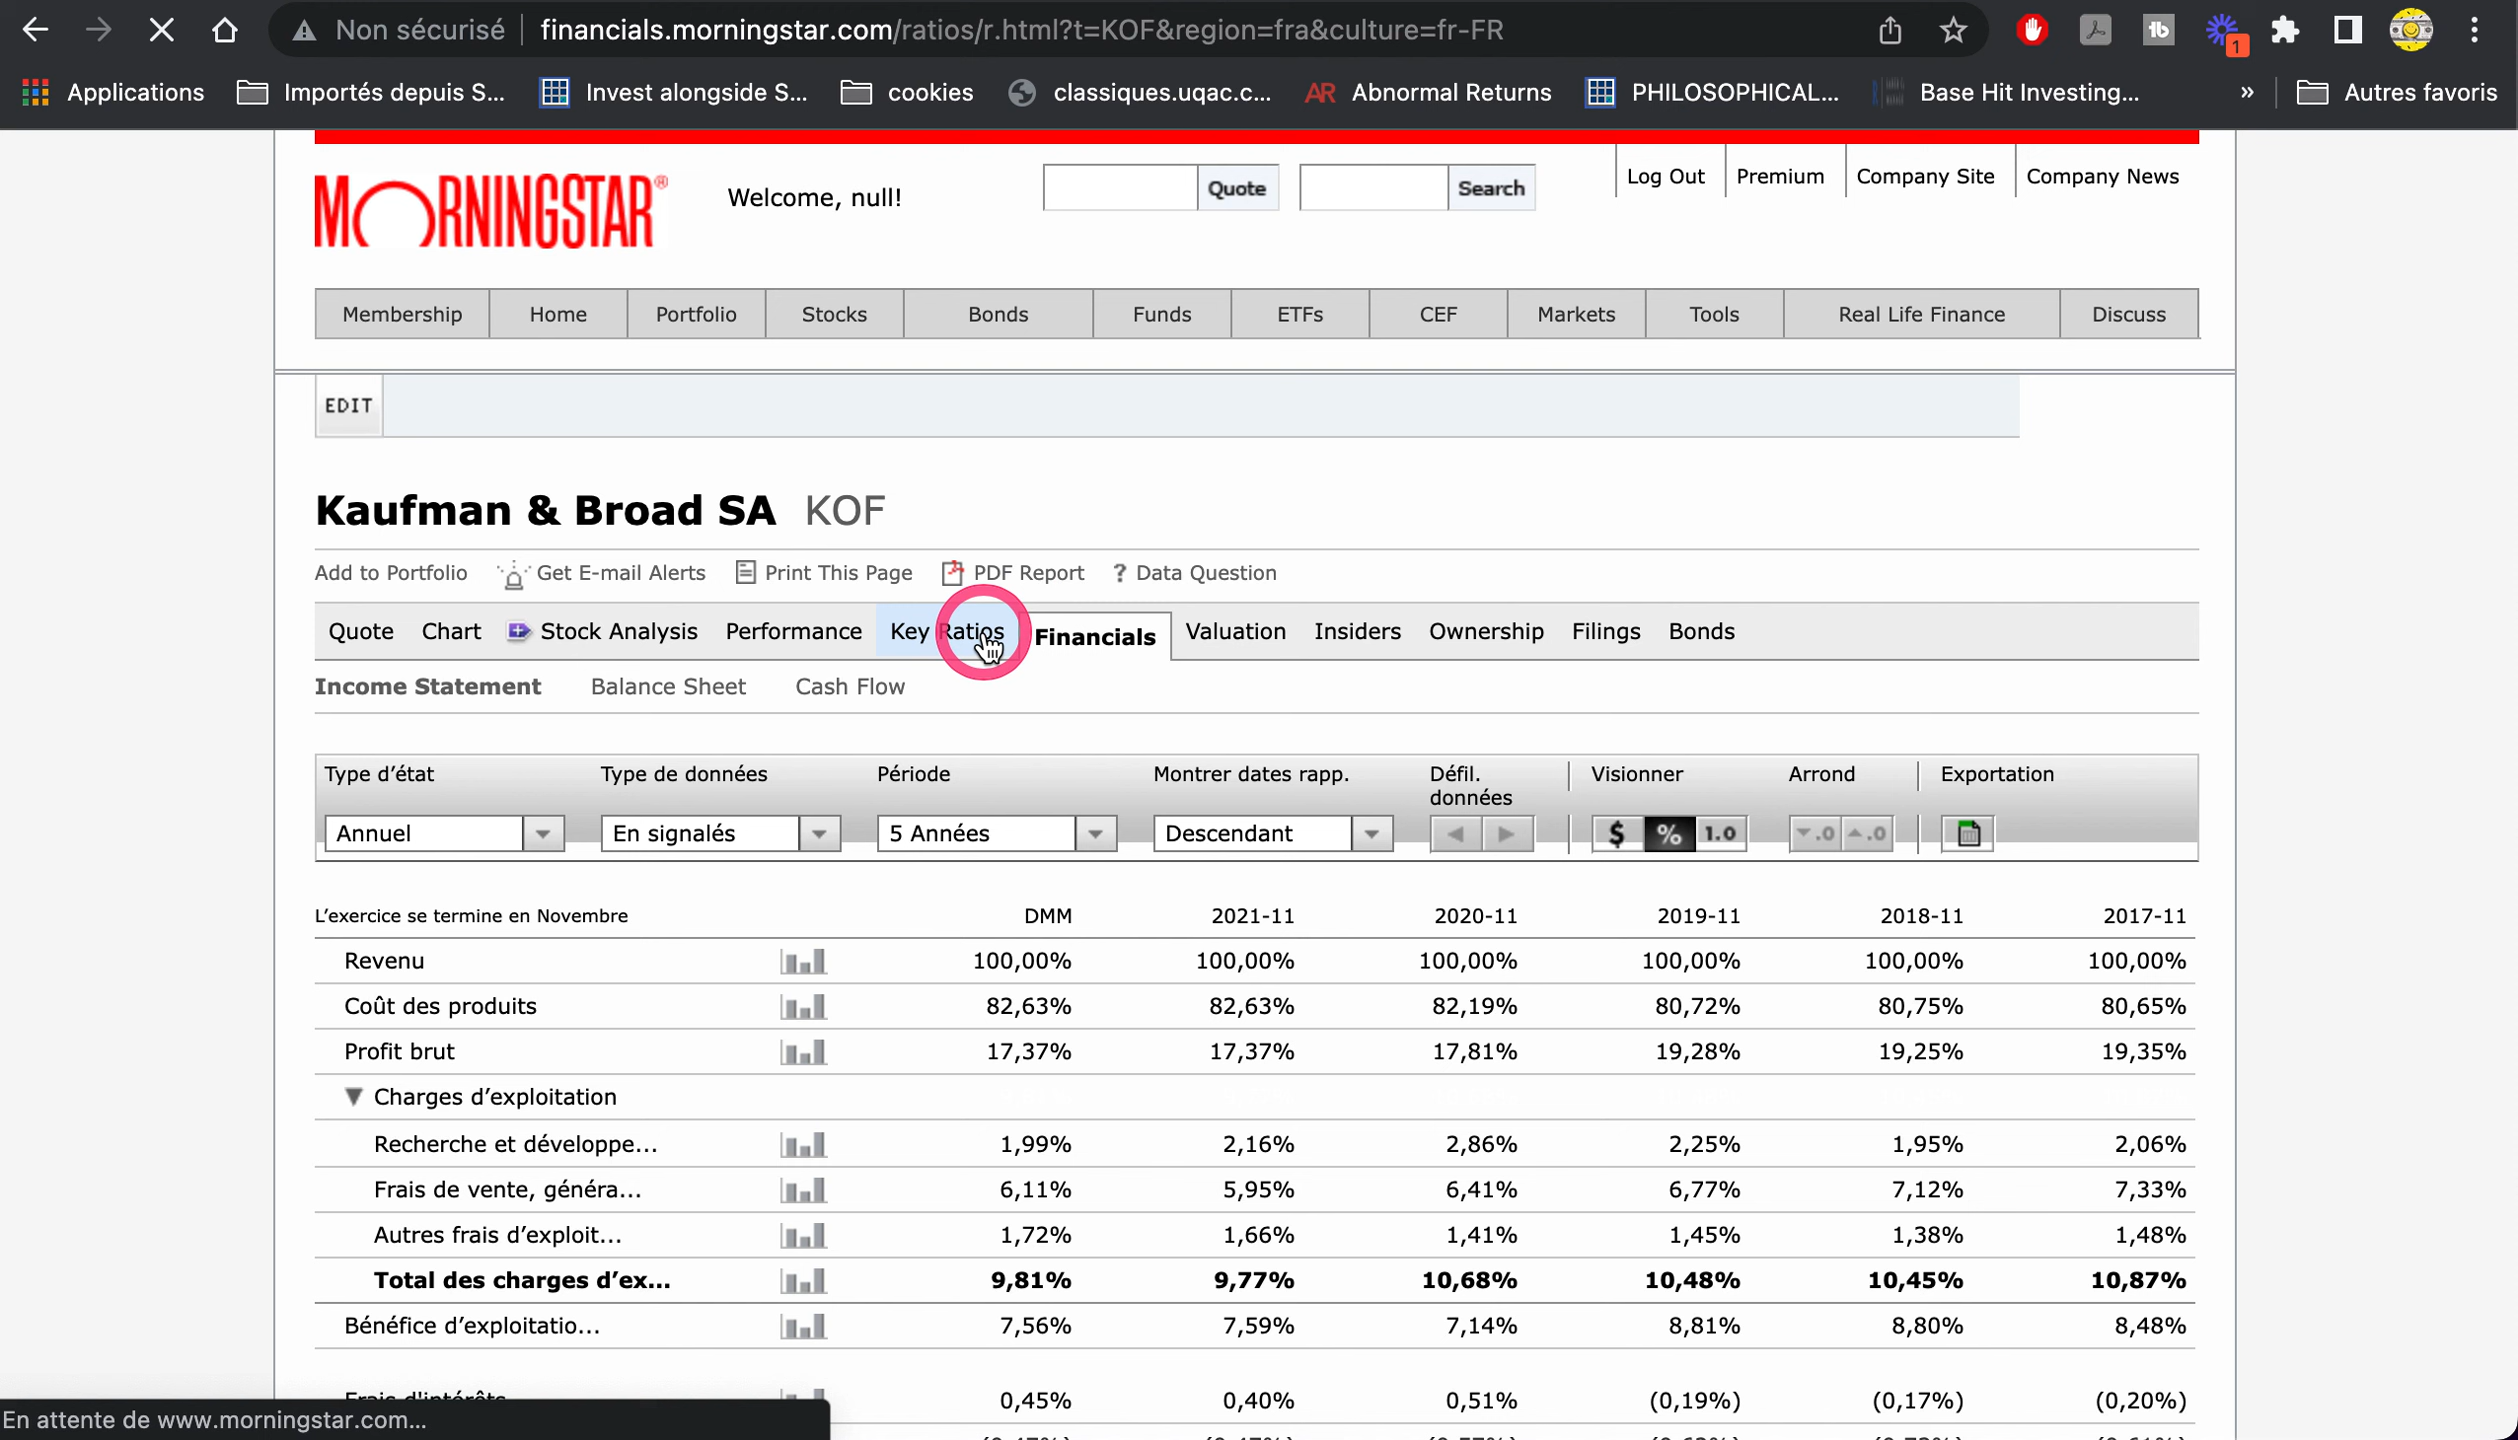 Non sécurisé financials.morningstar.com/ratios/r.html?t=KOF&region=fra&culture=fr-FR 1
Applications Importés depuis S... Invest alongside S... cookies classiques.uqac.c... AR Abnormal Returns PHILOSOPHICAL... Base Hit Investing... » Autres favoris
MORNINGSTAR® Welcome, null! Quote Search Log Out Premium Company Site Company News
Membership Home Portfolio Stocks Bonds Funds ETFs CEF Markets Tools Real Life Finance Discuss
EDIT
Kaufman & Broad SA KOF
Add to Portfolio Get E-mail Alerts Print This Page PDF Report ? Data Question
Quote Chart Stock Analysis Performance Key Ratios Financials Valuation Insiders Ownership Filings Bonds
Income Statement Balance Sheet Cash Flow
Type d’état Type de données Période Montrer dates rapp. Défil. données Visionner Arrond Exportation
Annuel En signalés 5 Années Descendant $ % 1.0 .0 .0
L’exercice se termine en Novembre DMM 2021-11 2020-11 2019-11 2018-11 2017-11
Revenu 100,00% 100,00% 100,00% 100,00% 100,00% 100,00%
Coût des produits 82,63% 82,63% 82,19% 80,72% 80,75% 80,65%
Profit brut 17,37% 17,37% 17,81% 19,28% 19,25% 19,35%
Charges d’exploitation
Recherche et développe... 1,99% 2,16% 2,86% 2,25% 1,95% 2,06%
Frais de vente, généra... 6,11% 5,95% 6,41% 6,77% 7,12% 7,33%
Autres frais d’exploit... 1,72% 1,66% 1,41% 1,45% 1,38% 1,48%
Total des charges d’ex... 9,81% 9,77% 10,68% 10,48% 10,45% 10,87%
Bénéfice d’exploitatio... 7,56% 7,59% 7,14% 8,81% 8,80% 8,48%
Frais d'intérêts 0,45% 0,40% 0,51% (0,19%) (0,17%) (0,20%)
En attente de www.morningstar.com...